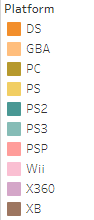 Platform
DS
GBA
PC
PS
PS2
PS3
PSP
Wii
X360
XB